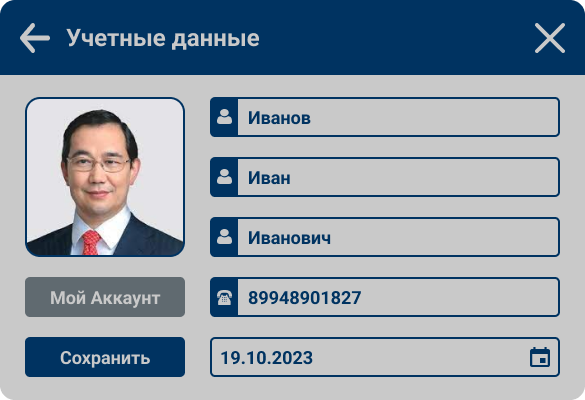 Учетные данные
Иванов
Иван
Иванович
Мой Аккаунт
89948901827
Сохранить
19.10.2023